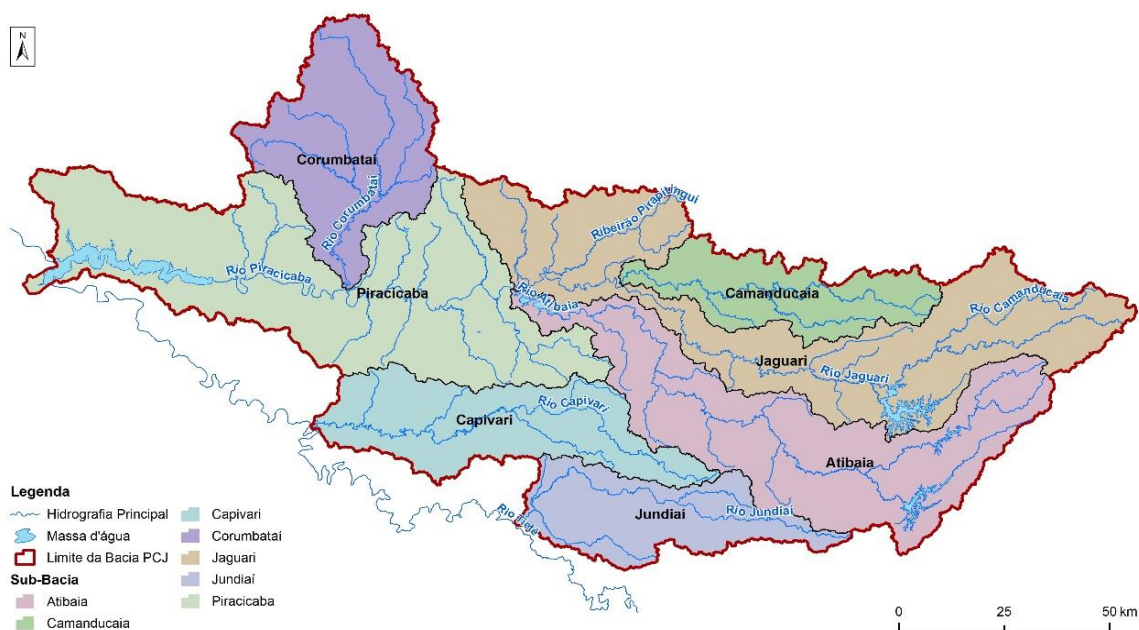 N
Corumbataí
Rio Corumbataí
Ribeirão Pirapitingui
Rio Piracicaba
Piracicaba
Rio Atibaia
Camanducaia
Rio Camanducaia
Jaguari
Rio Jaguari
Rio Capivari
Capivari
Atibaia
Jundiaí
Rio Jundiaí
Rio Tietê
Legenda
Hidrografia Principal
Massa d'água
Limite da Bacia PCJ
Sub-Bacia
Atibaia
Camanducaia
Capivari
Corumbataí
Jaguari
Jundiaí
Piracicaba
0 25 50 km